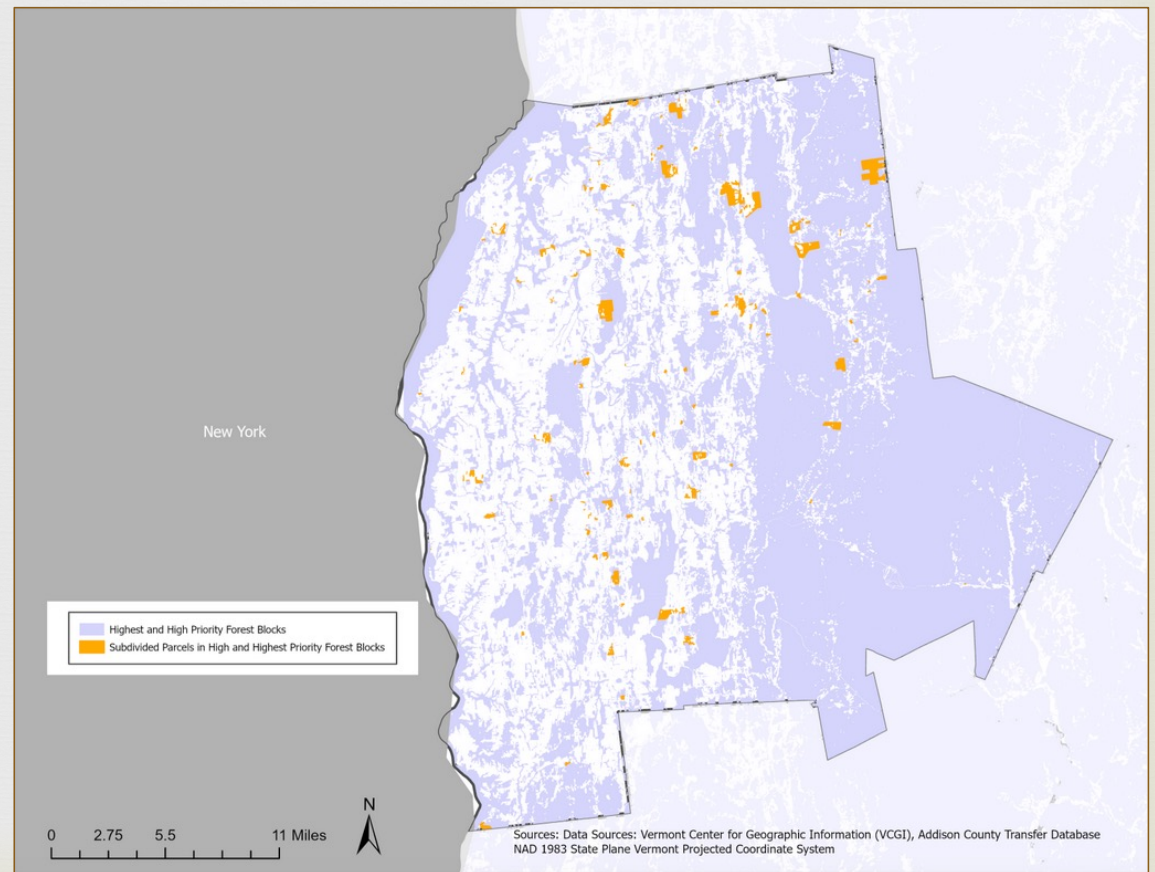 New York
Highest and High Priority Forest Blocks
Subdivided Parcels in High and Highest Priority Forest Blocks
N
0 2.75 5.5 11 Miles
Sources: Data Sources: Vermont Center for Geographic Information (VCGI), Addison County Transfer Database
NAD 1983 State Plane Vermont Projected Coordinate System